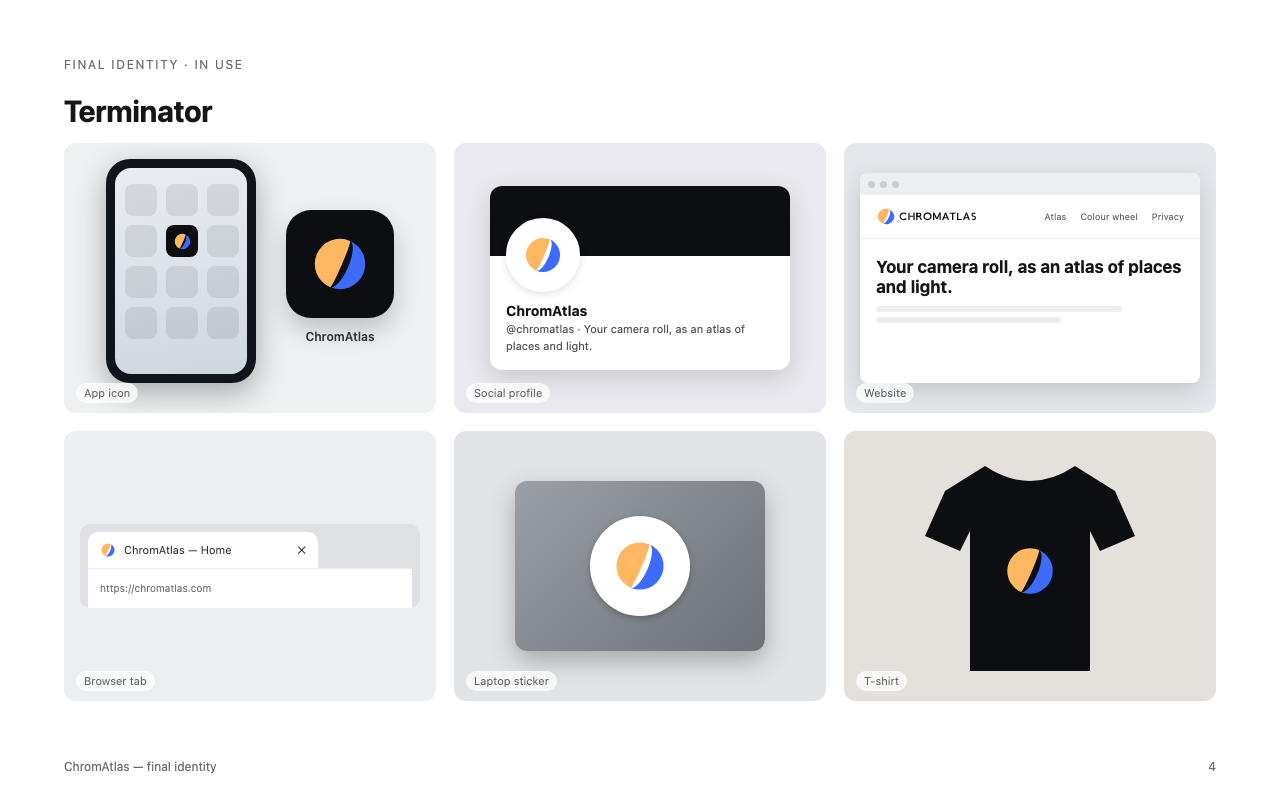 FINAL IDENTITY · IN USE
Terminator
ChromAtlas
App icon
ChromAtlas
@chromatlas · Your camera roll, as an atlas of
places and light.
Social profile
CHROMATLAS
Atlas Colour wheel Privacy
Your camera roll, as an atlas of places
and light.
Website
ChromAtlas — Home
https://chromatlas.com
Browser tab
Laptop sticker
T-shirt
ChromAtlas — final identity
4